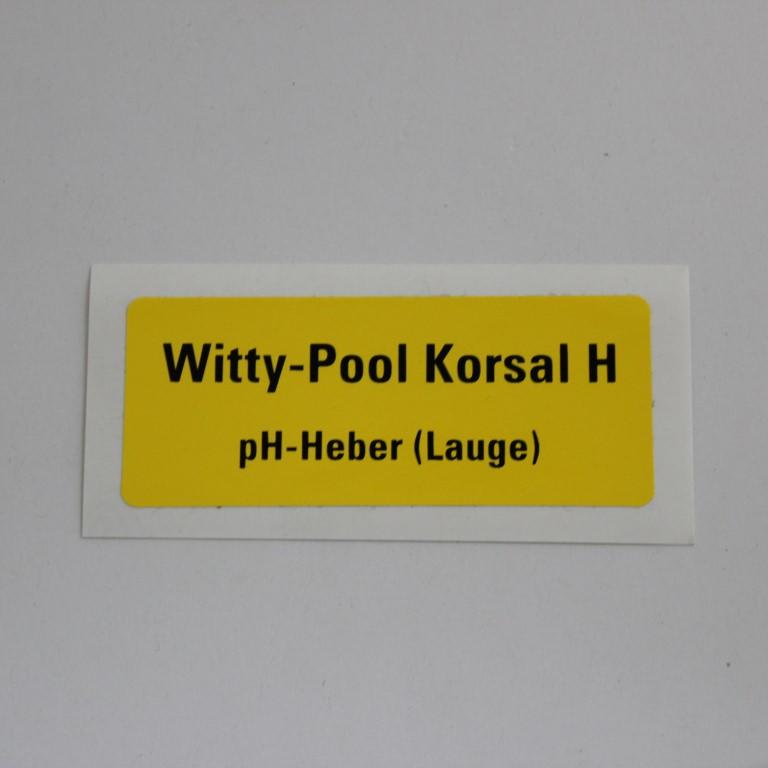 Witty-Pool Korsal H
pH-Heber (Lauge)